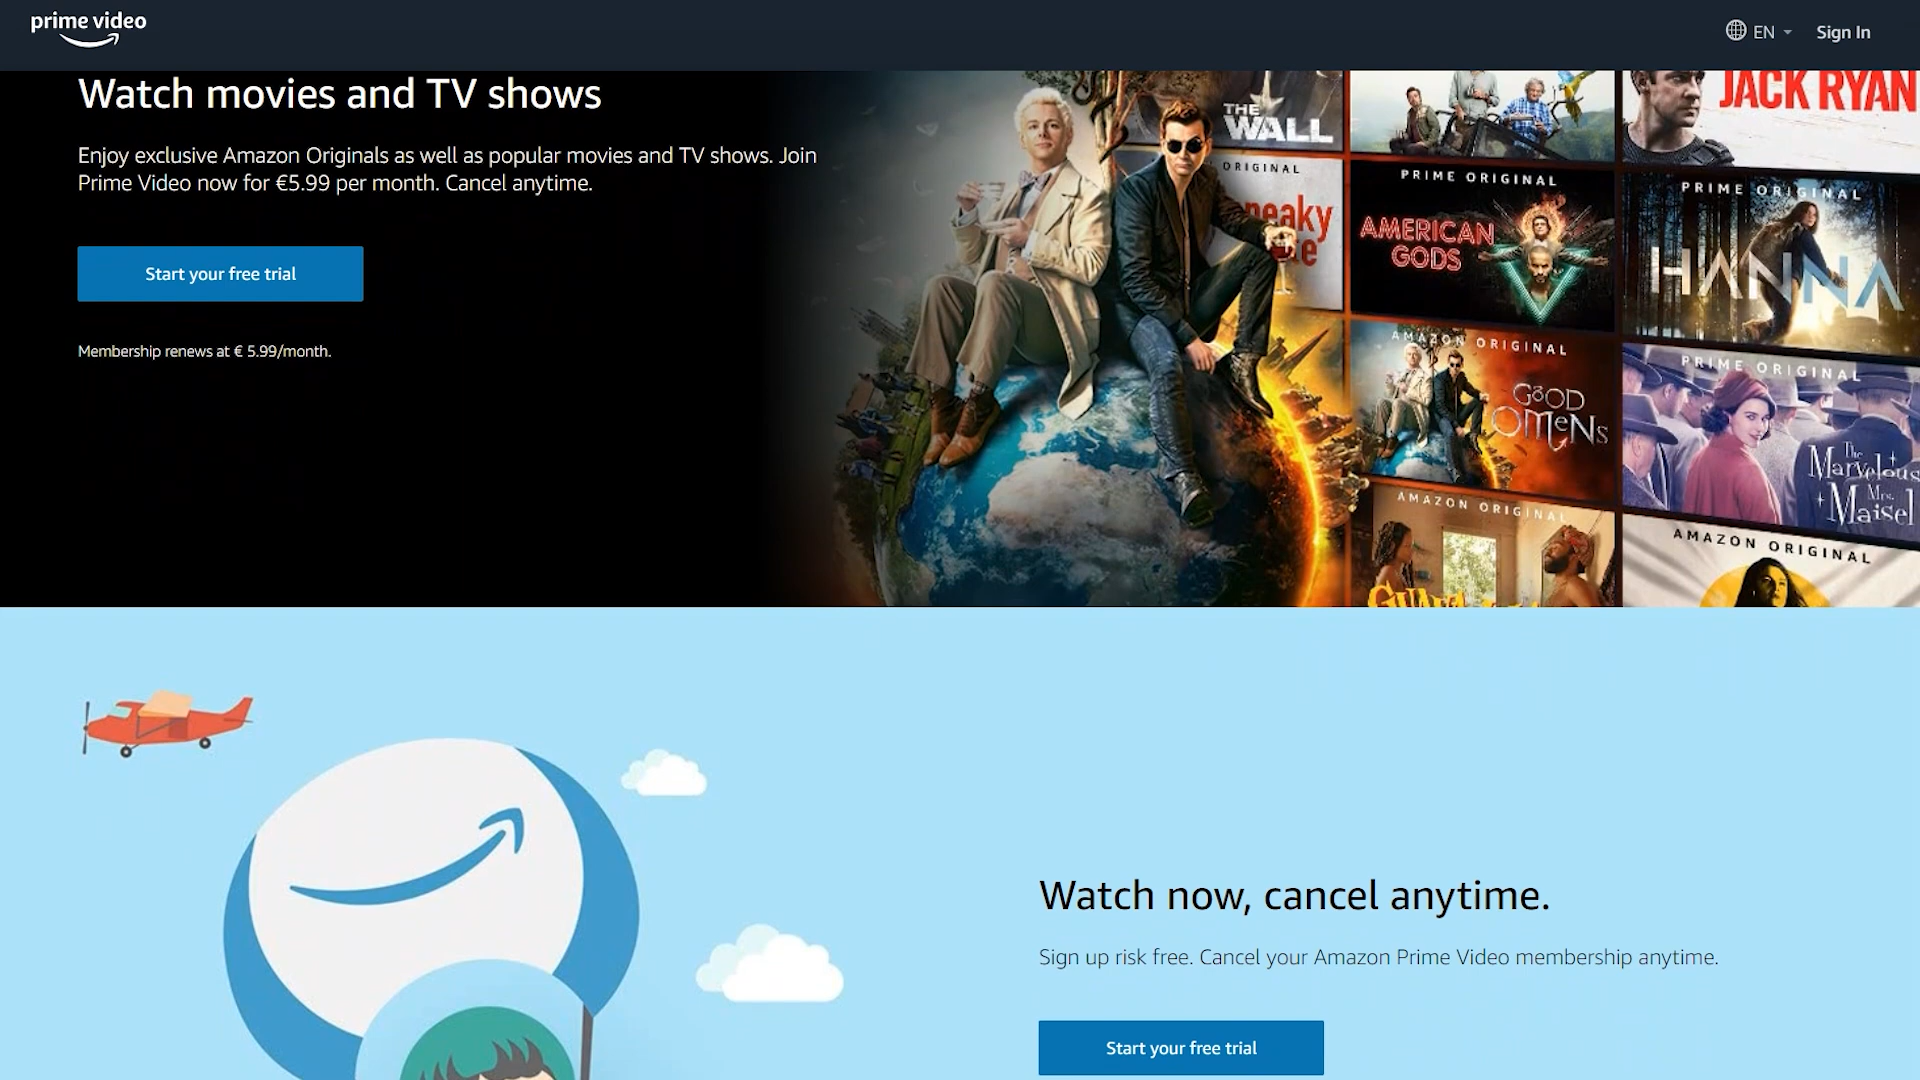 prime video
EN
Sign In
Watch movies and TV shows
Enjoy exclusive Amazon Originals as well as popular movies and TV shows. Join
Prime Video now for €5.99 per month. Cancel anytime.
Start your free trial
Membership renews at € 5.99/month.
THE
WALL
JACK RYAN
ORIGINAL
PRIME ORIGINAL
AMERICAN
GODS
PRIME ORIGINAL
HANNA
AMAZON ORIGINAL
GOOD
OMENS
PRIME ORIGINAL
The
Marvelous
Mrs.
Maisel
AMAZON ORIGINAL
AMAZON ORIGINAL
Watch now, cancel anytime.
Sign up risk free. Cancel your Amazon Prime Video membership anytime.
Start your free trial